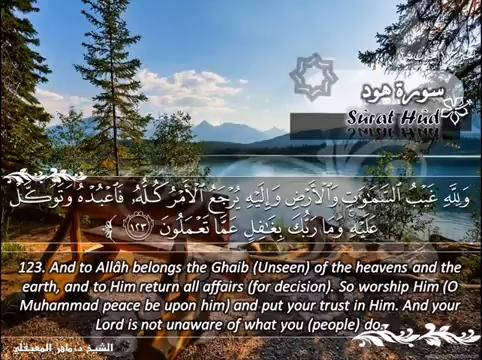 سورة هود
Sūrat Hūd
وَلِلَّهِ غَيْبُ ٱلسَّمَـٰوَٰتِ وَٱلْأَرْضِ وَإِلَيْهِ يُرْجَعُ ٱلْأَمْرُ كُلُّهُۥ فَٱعْبُدْهُ وَتَوَكَّلْ
عَلَيْهِ ۚ وَمَا رَبُّكَ بِغَـٰفِلٍ عَمَّا تَعْمَلُونَ ﴿١٢٣﴾
123. And to Allâh belongs the Ghaib (Unseen) of the heavens and the
earth, and to Him return all affairs (for decision). So worship Him (O
Muhammad peace be upon him) and put your trust in Him. And your
Lord is not unaware of what you (people) do.
الشيخ د. ماهر المعيقلي